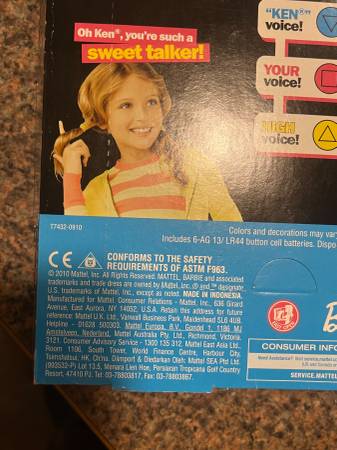 Oh Ken®, you're such a
sweet talker!
"KEN®"
voice!
YOUR
voice!
HIGH
voice!
T7432-0910
Colors and decorations may var
Includes 6-AG 13/ LR44 button cell batteries. Dispo
CE
CONFORMS TO THE SAFETY
REQUIREMENTS OF ASTM F963.
© 2010 Mattel, Inc. All Rights Reserved. MATTEL, BARBIE and associated
trademarks and trade dress are owned by Mattel, Inc. ® and ™ designate
U.S. trademarks of Mattel, Inc., except as noted. MADE IN INDONESIA.
Manufactured for Mattel Consumer Relations - Mattel, Inc., 636 Girard
Avenue, East Aurora, NY 14052, U.S.A. Retain this address for future
reference: Mattel U.K. Ltd., Vanwall Business Park, Maidenhead SL6 4UB.
Helpline - 01628 500303. Mattel Europa, B.V., Gondel 1, 1186 MJ
Amstelveen, Nederland. Mattel Australia Pty., Ltd., Richmond, Victoria.
3121. Consumer Advisory Service - 1300 135 312. Mattel East Asia Ltd.,
Room 1106, South Tower, World Finance Centre, Harbour City,
Tsimshatsui, HK, China. Diimport & Diedarkan Oleh: Mattel SEA Ptd Ltd.
(993532-P) Lot 13.5, Menara Lien Hoe, Persiaran Tropicana Golf Country
Resort, 47410 PJ. Tel: 03-78803817, Fax: 03-78803867.
B
CONSUMER INFO
Need Assistance? Visit service.mattel
SERVICE.MATTEL